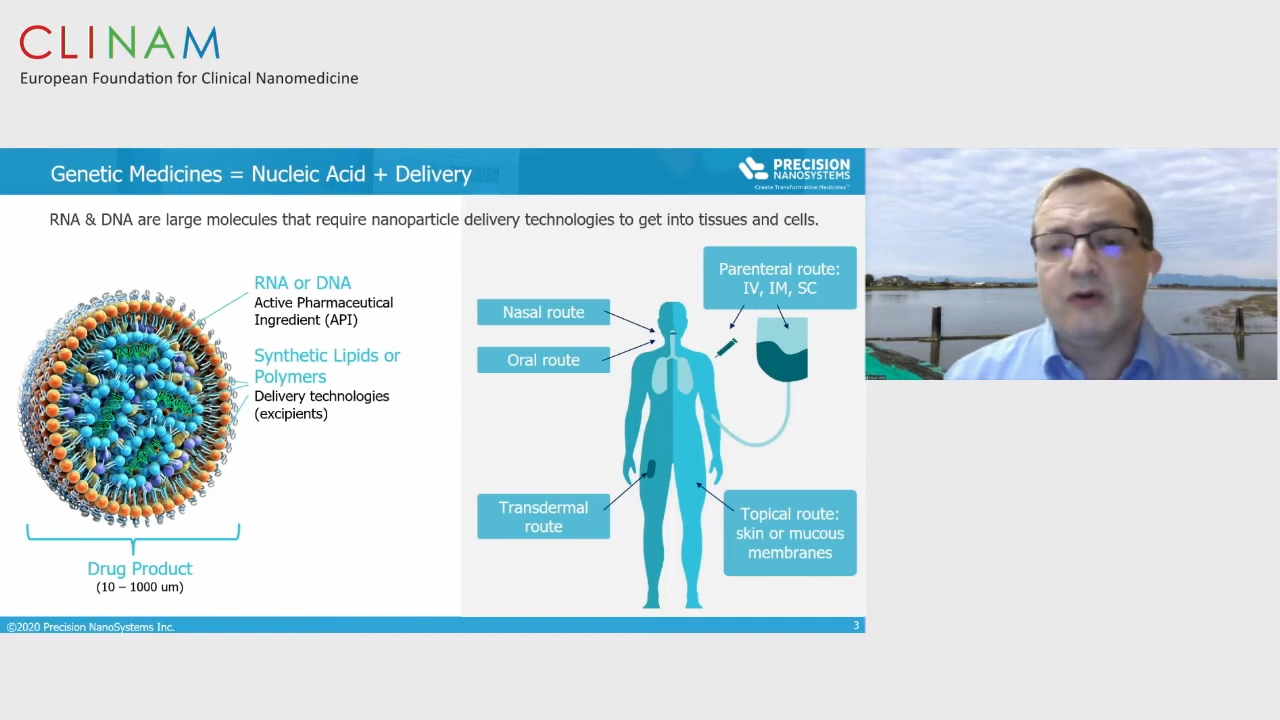 CLINAM
European Foundation for Clinical Nanomedicine
Genetic Medicines = Nucleic Acid + Delivery
PRECISION
NANOSYSTEMS
Create Transformative Medicines™
RNA & DNA are large molecules that require nanoparticle delivery technologies to get into tissues and cells.
RNA or DNA
Active Pharmaceutical
Ingredient (API)
Synthetic Lipids or
Polymers
Delivery technologies
(excipients)
Drug Product
(10 – 1000 um)
Nasal route
Oral route
Parenteral route:
IV, IM, SC
Transdermal
route
Topical route:
skin or mucous
membranes
©2020 Precision NanoSystems Inc.
3